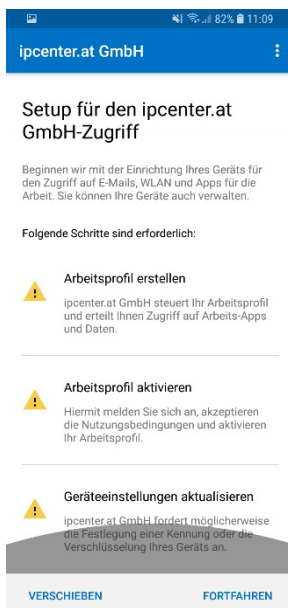 82% 11:09
ipcenter.at GmbH
Setup für den ipcenter.at
GmbH-Zugriff
Beginnen wir mit der Einrichtung Ihres Geräts für
den Zugriff auf E-Mails, WLAN und Apps für die
Arbeit. Sie können Ihre Geräte auch verwalten.
Folgende Schritte sind erforderlich:
Arbeitsprofil erstellen
ipcenter.at GmbH steuert Ihr Arbeitsprofil
und erteilt Ihnen Zugriff auf Arbeits-Apps
und Daten.
Arbeitsprofil aktivieren
Hiermit melden Sie sich an, akzeptieren
die Nutzungsbedingungen und aktivieren
Ihr Arbeitsprofil.
Geräteeinstellungen aktualisieren
ipcenter.at GmbH fordert möglicherweise
die Festlegung einer Kennung oder die
Verschlüsselung Ihres Geräts an.
VERSCHIEBEN FORTFAHREN